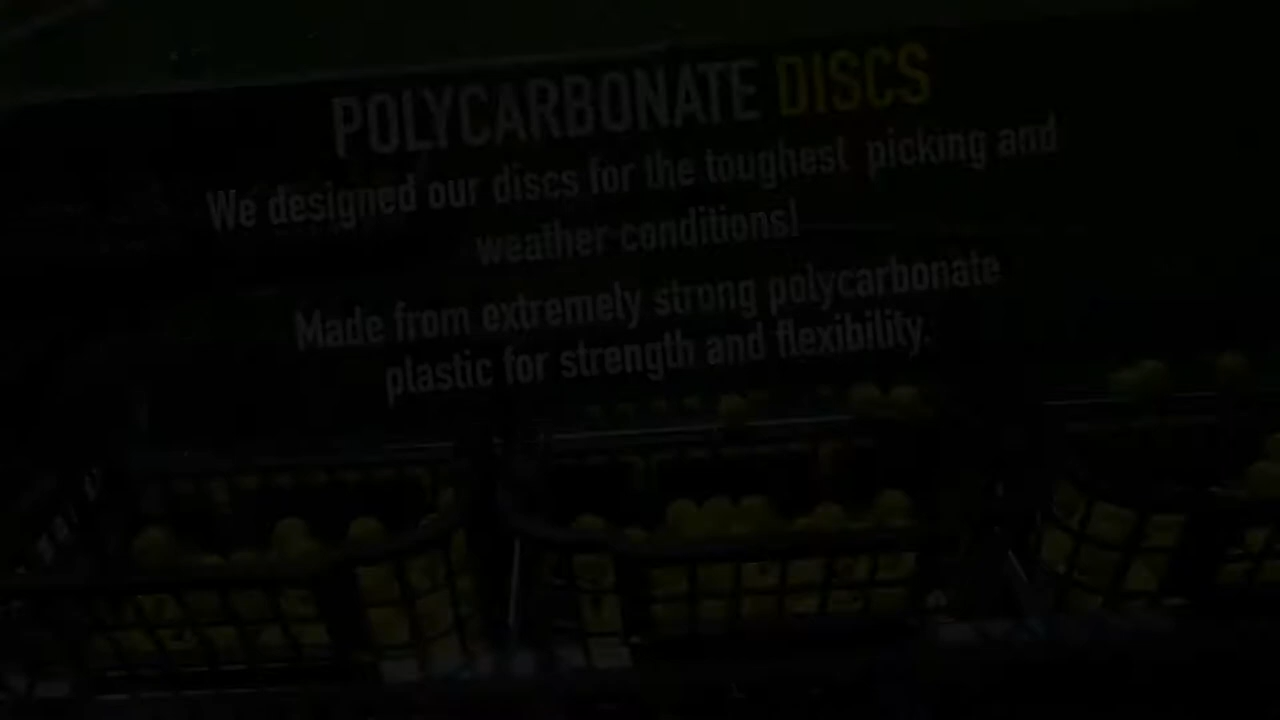 POLYCARBONATE DISCS
We designed our discs for the toughest picking and
weather conditions!
Made from extremely strong polycarbonate
plastic for strength and flexibility.